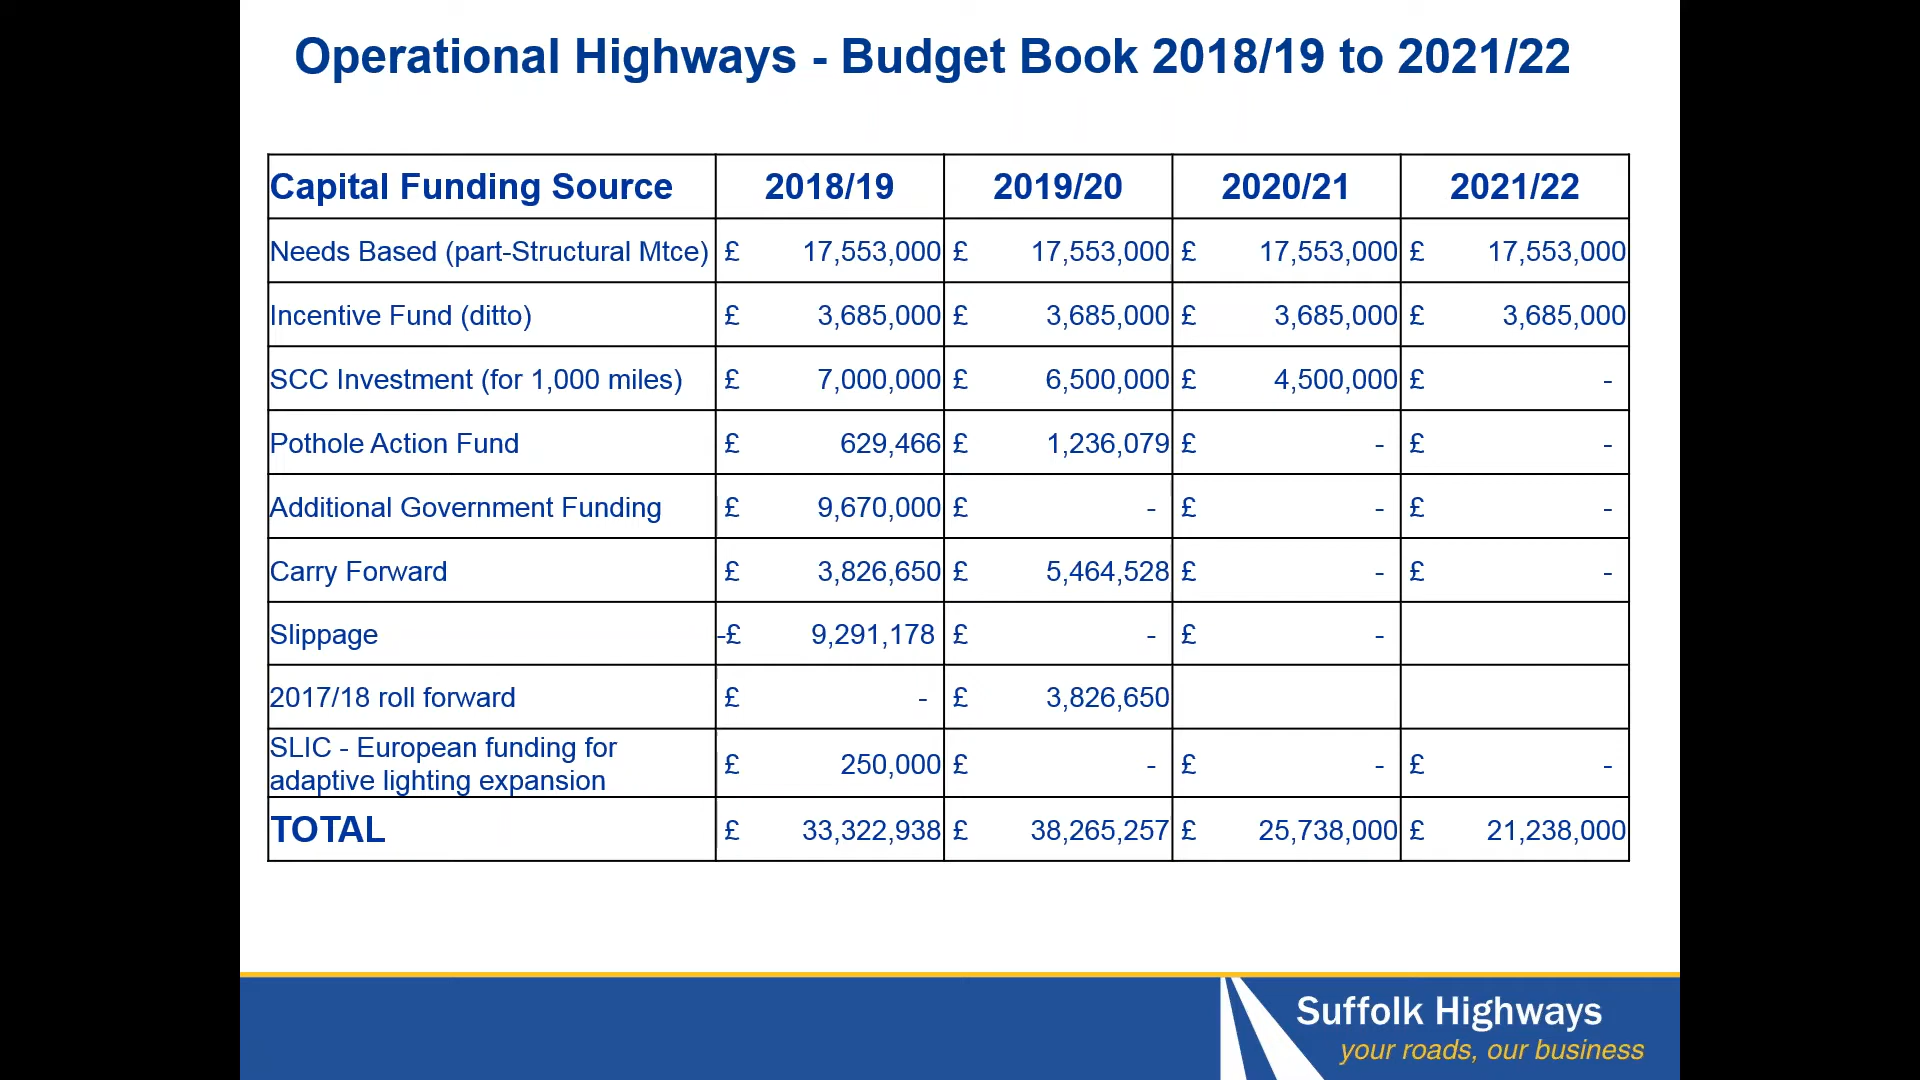 Operational Highways - Budget Book 2018/19 to 2021/22
Capital Funding Source 2018/19 2019/20 2020/21 2021/22
Needs Based (part-Structural Mtce) £ 17,553,000 £ 17,553,000 £ 17,553,000 £ 17,553,000
Incentive Fund (ditto) £ 3,685,000 £ 3,685,000 £ 3,685,000 £ 3,685,000
SCC Investment (for 1,000 miles) £ 7,000,000 £ 6,500,000 £ 4,500,000 £ -
Pothole Action Fund £ 629,466 £ 1,236,079 £ - £ -
Additional Government Funding £ 9,670,000 £ - £ - £ -
Carry Forward £ 3,826,650 £ 5,464,528 £ - £ -
Slippage -£ 9,291,178 £ - £ -
2017/18 roll forward £ - £ 3,826,650
SLIC - European funding for
adaptive lighting expansion £ 250,000 £ - £ - £ -
TOTAL £ 33,322,938 £ 38,265,257 £ 25,738,000 £ 21,238,000
Suffolk Highways
your roads, our business